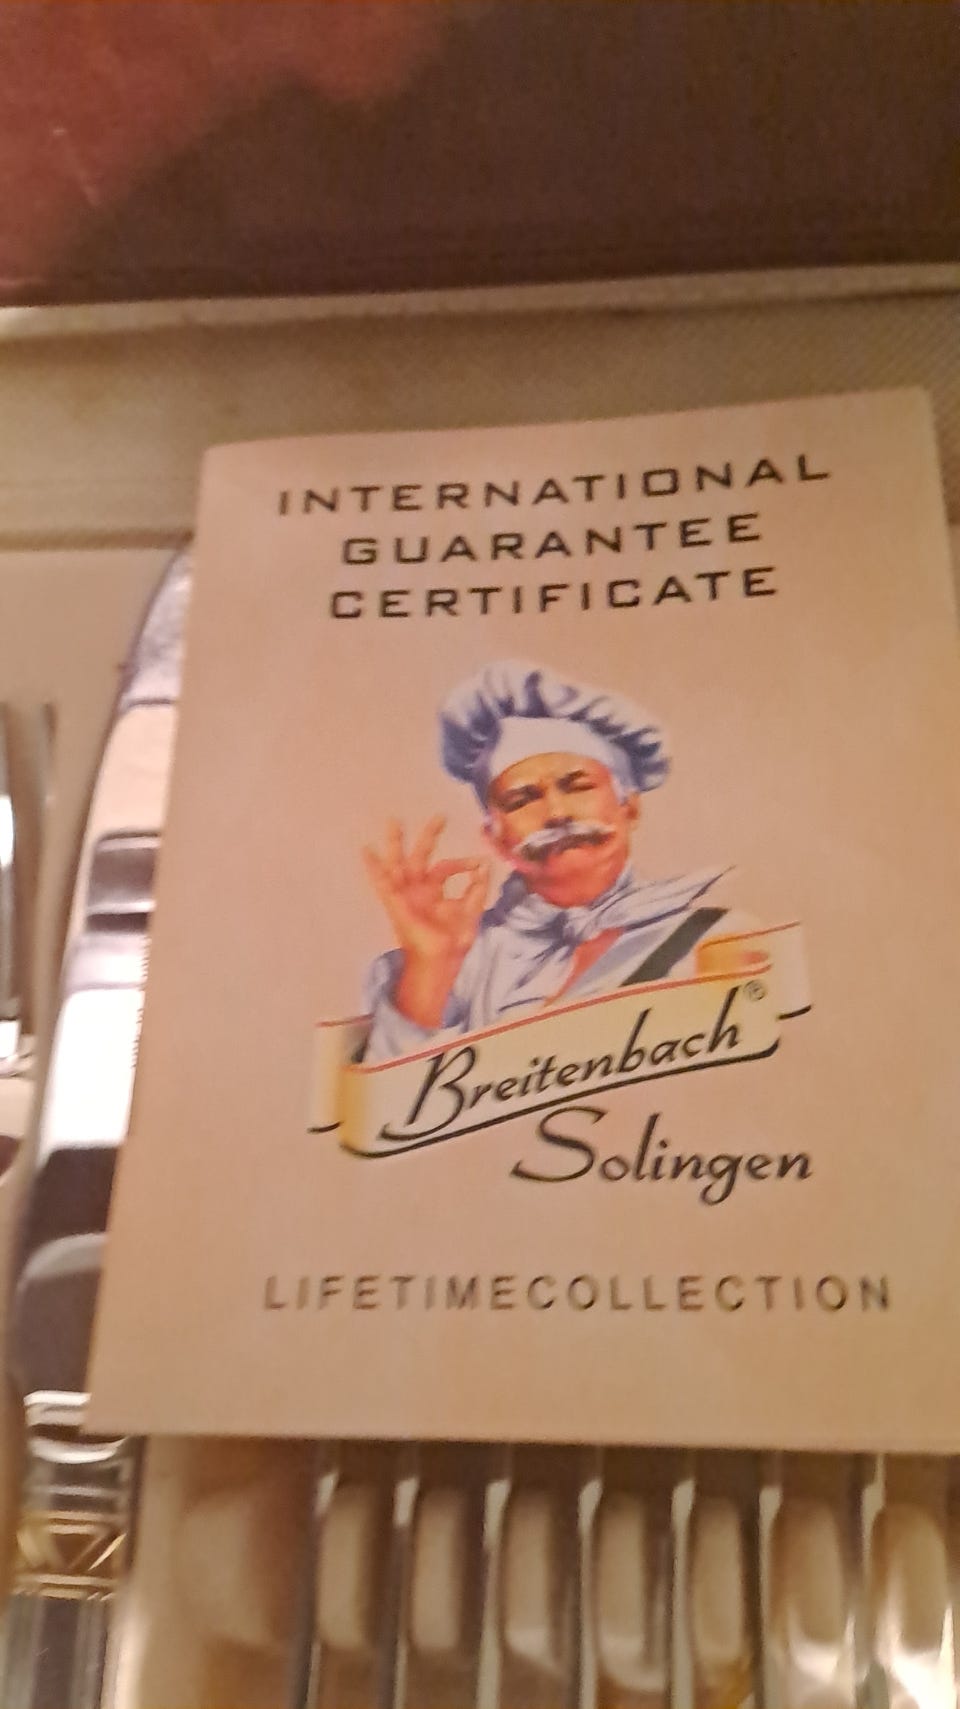 INTERNATIONAL
GUARANTEE
CERTIFICATE
Breitenbach®
Solingen
LIFETIMECOLLECTION